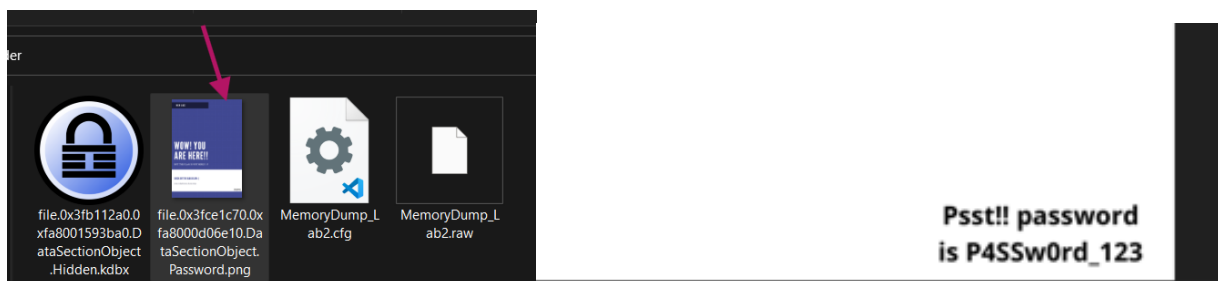 ler
WOW! YOU
ARE HERE!!
file.0x3fb112a0.0
xfa8001593ba0.D
ataSectionObject
.Hidden.kdbx
file.0x3fce1c70.0x
fa8000d06e10.Da
taSectionObject.
Password.png
MemoryDump_L
ab2.cfg
MemoryDump_L
ab2.raw
Psst!! password
is P4SSw0rd_123